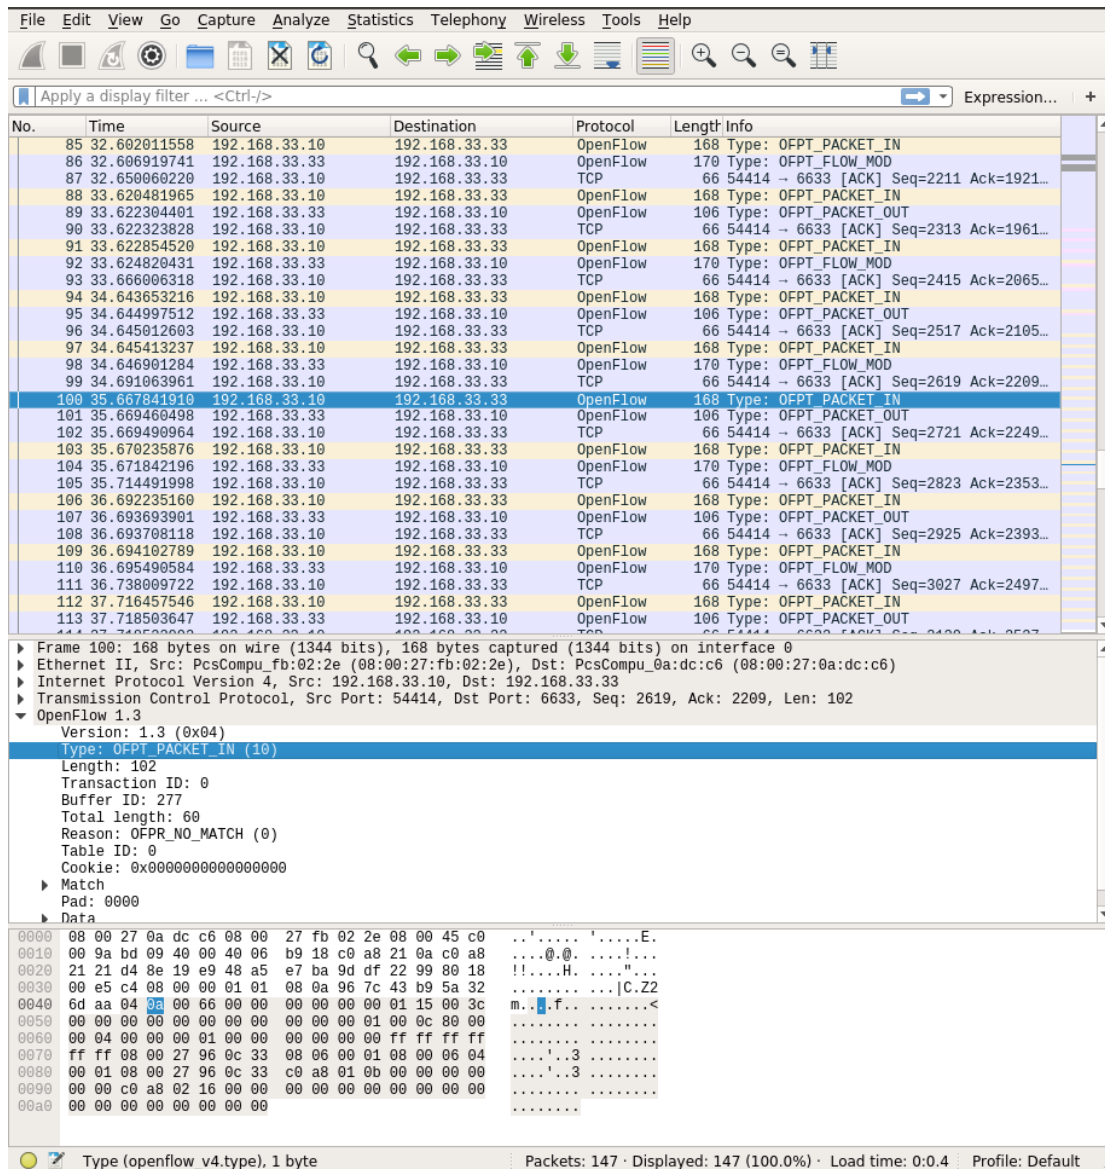 File Edit View Go Capture Analyze Statistics Telephony Wireless Tools Help
Apply a display filter ... <Ctrl-/> Expression... +
No. Time Source Destination Protocol Length Info
85 32.602011558 192.168.33.10 192.168.33.33 OpenFlow 168 Type: OFPT_PACKET_IN
86 32.606919741 192.168.33.33 192.168.33.10 OpenFlow 170 Type: OFPT_FLOW_MOD
87 32.650060220 192.168.33.10 192.168.33.33 TCP 66 54414 → 6633 [ACK] Seq=2211 Ack=1921…
88 33.620481965 192.168.33.10 192.168.33.33 OpenFlow 168 Type: OFPT_PACKET_IN
89 33.622304401 192.168.33.33 192.168.33.10 OpenFlow 106 Type: OFPT_PACKET_OUT
90 33.622323828 192.168.33.10 192.168.33.33 TCP 66 54414 → 6633 [ACK] Seq=2313 Ack=1961…
91 33.622854520 192.168.33.10 192.168.33.33 OpenFlow 168 Type: OFPT_PACKET_IN
92 33.624820431 192.168.33.33 192.168.33.10 OpenFlow 170 Type: OFPT_FLOW_MOD
93 33.666006318 192.168.33.10 192.168.33.33 TCP 66 54414 → 6633 [ACK] Seq=2415 Ack=2065…
94 34.643653216 192.168.33.10 192.168.33.33 OpenFlow 168 Type: OFPT_PACKET_IN
95 34.644997512 192.168.33.33 192.168.33.10 OpenFlow 106 Type: OFPT_PACKET_OUT
96 34.645012603 192.168.33.10 192.168.33.33 TCP 66 54414 → 6633 [ACK] Seq=2517 Ack=2105…
97 34.645413237 192.168.33.10 192.168.33.33 OpenFlow 168 Type: OFPT_PACKET_IN
98 34.646901284 192.168.33.33 192.168.33.10 OpenFlow 170 Type: OFPT_FLOW_MOD
99 34.691063961 192.168.33.10 192.168.33.33 TCP 66 54414 → 6633 [ACK] Seq=2619 Ack=2209…
100 35.667841910 192.168.33.10 192.168.33.33 OpenFlow 168 Type: OFPT_PACKET_IN
101 35.669460498 192.168.33.33 192.168.33.10 OpenFlow 106 Type: OFPT_PACKET_OUT
102 35.669490964 192.168.33.10 192.168.33.33 TCP 66 54414 → 6633 [ACK] Seq=2721 Ack=2249…
103 35.670235876 192.168.33.10 192.168.33.33 OpenFlow 168 Type: OFPT_PACKET_IN
104 35.671842196 192.168.33.33 192.168.33.10 OpenFlow 170 Type: OFPT_FLOW_MOD
105 35.714491998 192.168.33.10 192.168.33.33 TCP 66 54414 → 6633 [ACK] Seq=2823 Ack=2353…
106 36.692235160 192.168.33.10 192.168.33.33 OpenFlow 168 Type: OFPT_PACKET_IN
107 36.693693901 192.168.33.33 192.168.33.10 OpenFlow 106 Type: OFPT_PACKET_OUT
108 36.693708118 192.168.33.10 192.168.33.33 TCP 66 54414 → 6633 [ACK] Seq=2925 Ack=2393…
109 36.694102789 192.168.33.10 192.168.33.33 OpenFlow 168 Type: OFPT_PACKET_IN
110 36.695490584 192.168.33.33 192.168.33.10 OpenFlow 170 Type: OFPT_FLOW_MOD
111 36.738009722 192.168.33.10 192.168.33.33 TCP 66 54414 → 6633 [ACK] Seq=3027 Ack=2497…
112 37.716457546 192.168.33.10 192.168.33.33 OpenFlow 168 Type: OFPT_PACKET_IN
113 37.718503647 192.168.33.33 192.168.33.10 OpenFlow 106 Type: OFPT_PACKET_OUT
Frame 100: 168 bytes on wire (1344 bits), 168 bytes captured (1344 bits) on interface 0
Ethernet II, Src: PcsCompu_fb:02:2e (08:00:27:fb:02:2e), Dst: PcsCompu_0a:dc:c6 (08:00:27:0a:dc:c6)
Internet Protocol Version 4, Src: 192.168.33.10, Dst: 192.168.33.33
Transmission Control Protocol, Src Port: 54414, Dst Port: 6633, Seq: 2619, Ack: 2209, Len: 102
OpenFlow 1.3
Version: 1.3 (0x04)
Type: OFPT_PACKET_IN (10)
Length: 102
Transaction ID: 0
Buffer ID: 277
Total length: 60
Reason: OFPR_NO_MATCH (0)
Table ID: 0
Cookie: 0x0000000000000000
Match
Pad: 0000
Data
0000 08 00 27 0a dc c6 08 00 27 fb 02 2e 08 00 45 c0 ..'..... '.....E.
0010 00 9a bd 09 40 00 40 06 b9 18 c0 a8 21 0a c0 a8 ....@.@. ....!...
0020 21 21 d4 8e 19 e9 48 a5 e7 ba 9d df 22 99 80 18 !!....H. ...."...
0030 00 e5 c4 08 00 00 01 01 08 0a 96 7c 43 b9 5a 32 ........ ...|C.Z2
0040 6d aa 04 0a 00 66 00 00 00 00 00 00 01 15 00 3c m....f.. .......<
0050 00 00 00 00 00 00 00 00 00 00 00 01 00 0c 80 00 ........ ........
0060 00 04 00 00 00 01 00 00 00 00 00 00 ff ff ff ff ........ ........
0070 ff ff 08 00 27 96 0c 33 08 06 00 01 08 00 06 04 ....'..3 ........
0080 00 01 08 00 27 96 0c 33 c0 a8 01 0b 00 00 00 00 ....'..3 ........
0090 00 00 c0 a8 02 16 00 00 00 00 00 00 00 00 00 00 ........ ........
00a0 00 00 00 00 00 00 00 00 ........
Type (openflow_v4.type), 1 byte Packets: 147 · Displayed: 147 (100.0%) · Load time: 0:0.4 Profile: Default